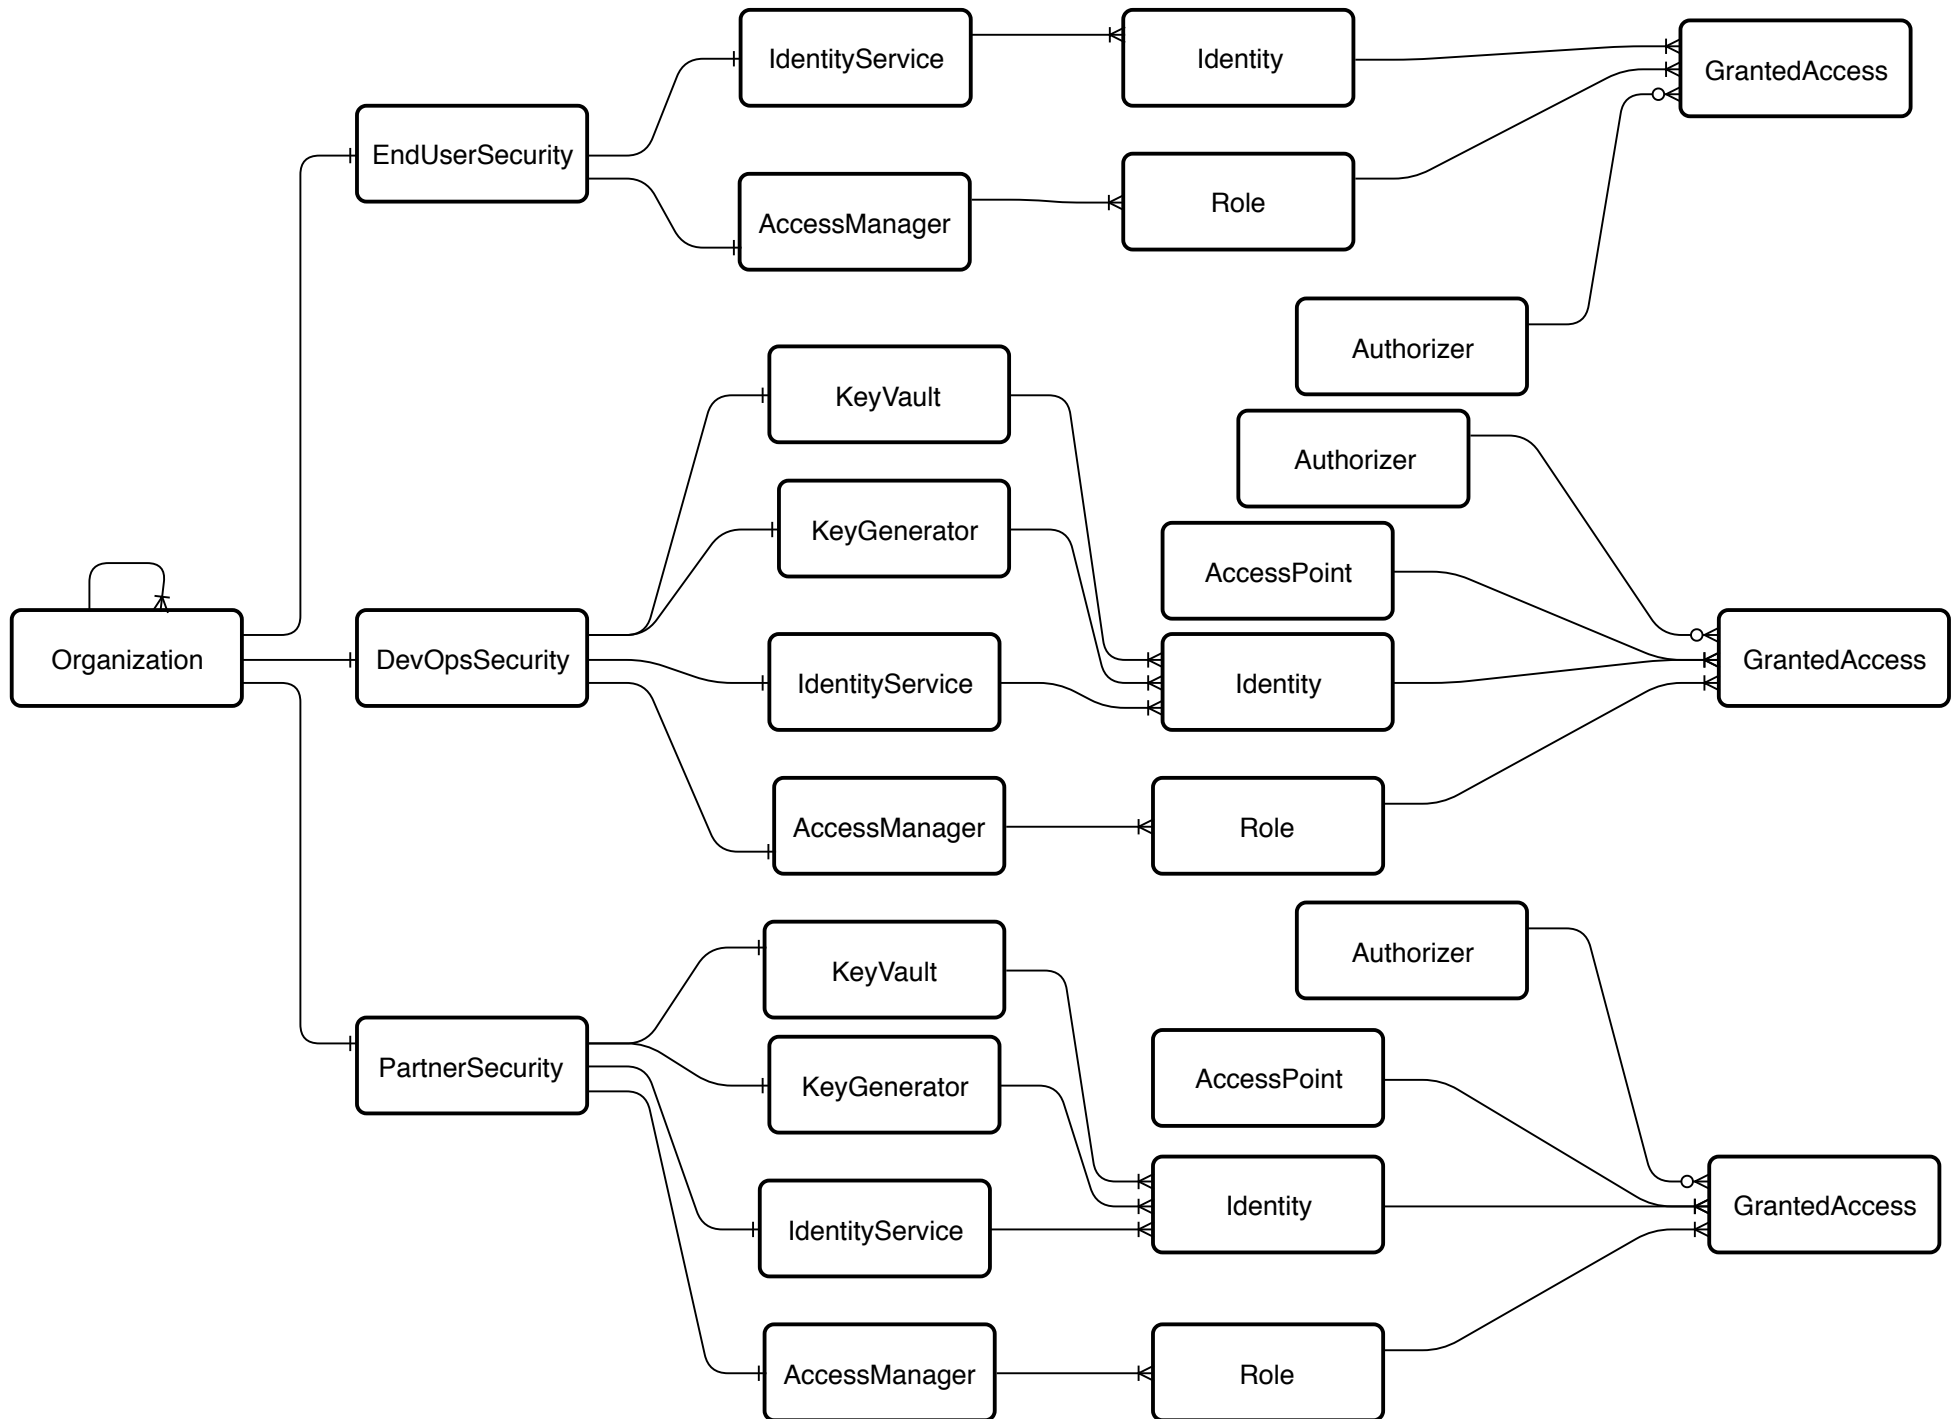 IdentityService
Identity
GrantedAccess
EndUserSecurity
AccessManager
Role
Authorizer
KeyVault
Authorizer
KeyGenerator
AccessPoint
Organization
DevOpsSecurity
IdentityService
Identity
GrantedAccess
AccessManager
Role
KeyVault
Authorizer
PartnerSecurity
KeyGenerator
AccessPoint
IdentityService
Identity
GrantedAccess
AccessManager
Role